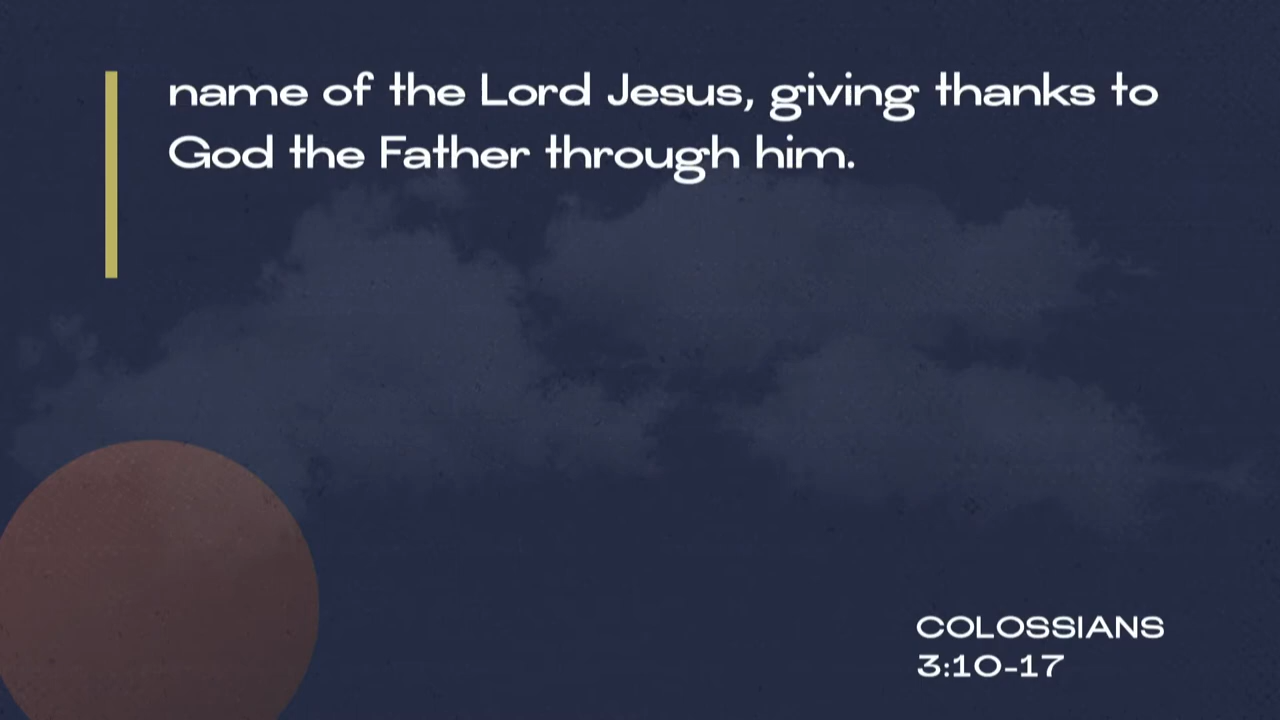 name of the Lord Jesus, giving thanks to
God the Father through him.
COLOSSIANS
3:10-17